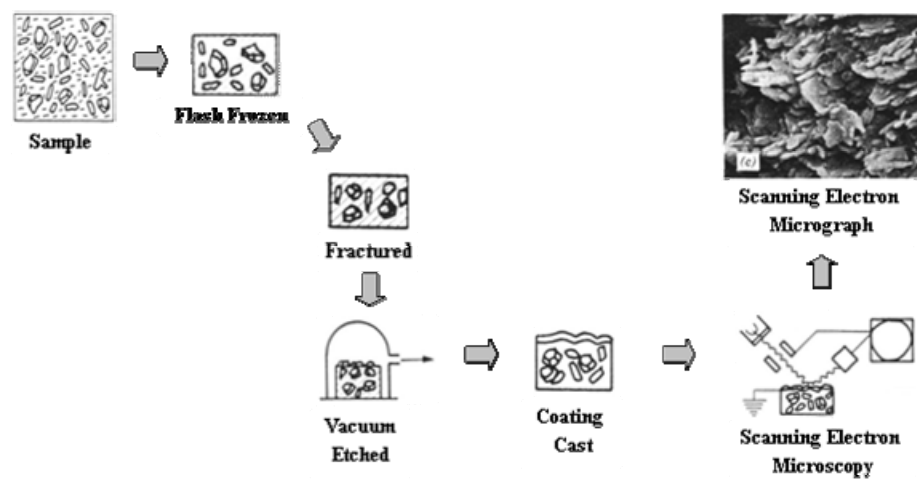 Sample
Flash Frozen
Fractured
Vacuum
Etched
Coating
Cast
Scanning Electron
Microscopy
(c)
Scanning Electron
Micrograph